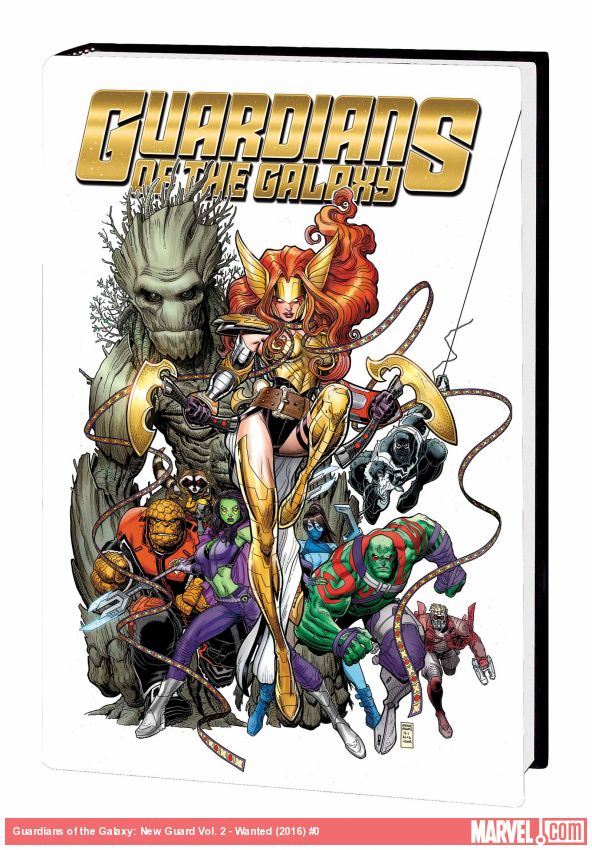 GUARDIANS
OF THE GALAXY
Guardians of the Galaxy: New Guard Vol. 2 - Wanted (2016) #0
MARVEL.COM